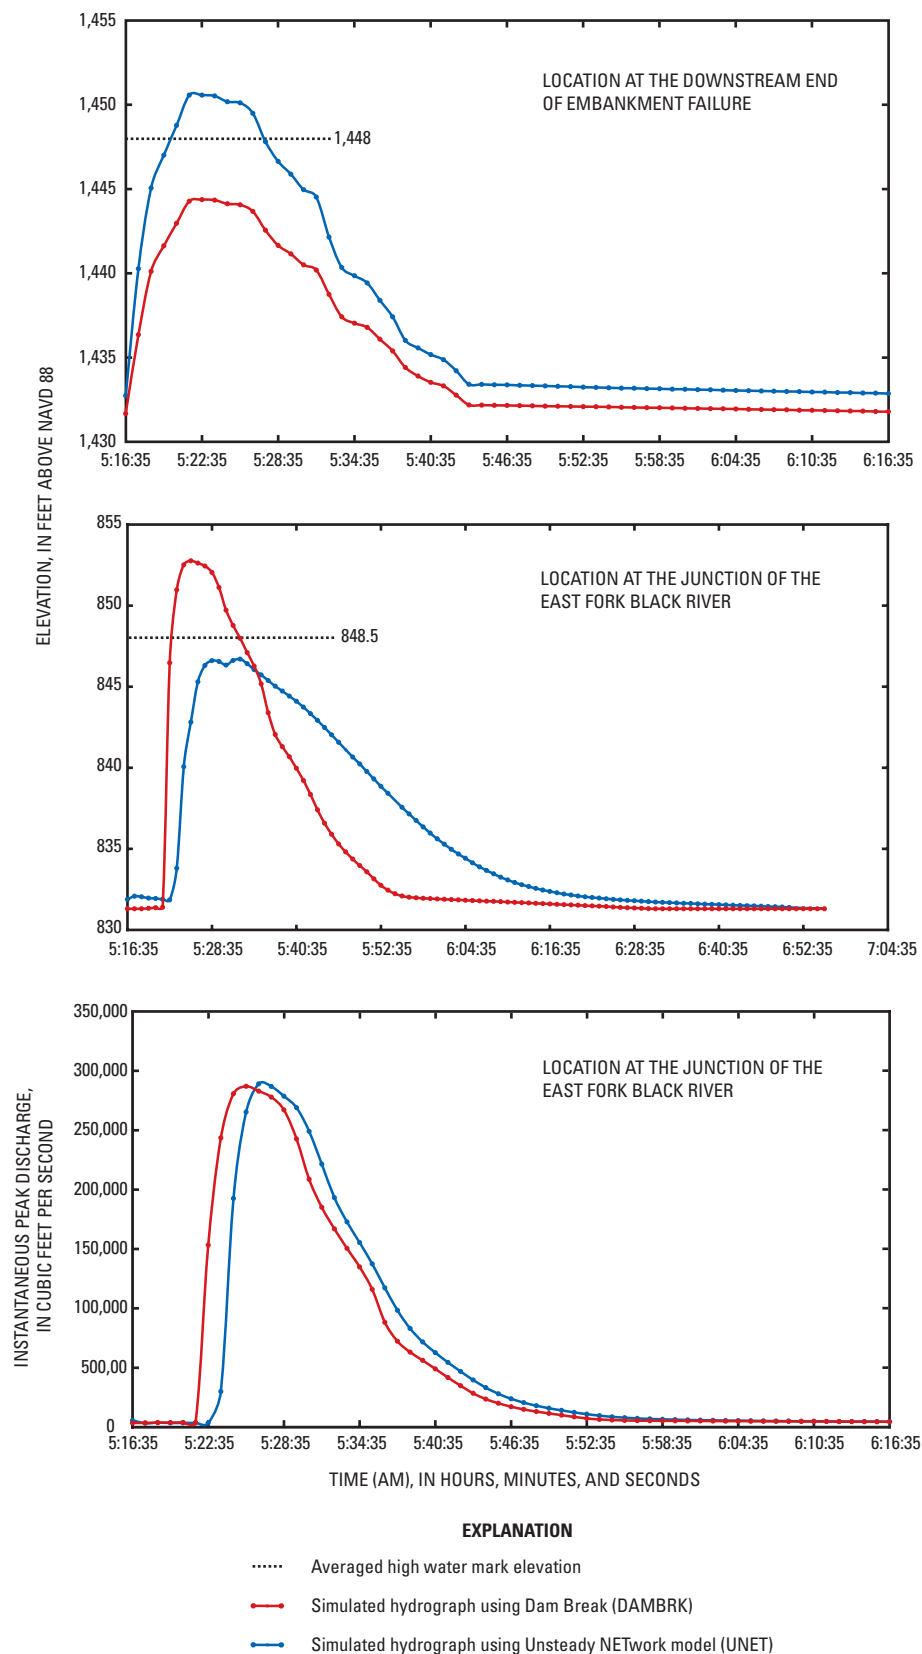 1,455
1,450
1,445
1,440
1,435
1,430
LOCATION AT THE DOWNSTREAM END
OF EMBANKMENT FAILURE
1,448
5:16:35 5:22:35 5:28:35 5:34:35 5:40:35 5:46:35 5:52:35 5:58:35 6:04:35 6:10:35 6:16:35
ELEVATION, IN FEET ABOVE NAVD 88
855
850
845
840
835
830
LOCATION AT THE JUNCTION OF THE
EAST FORK BLACK RIVER
848.5
5:16:35 5:28:35 5:40:35 5:52:35 6:04:35 6:16:35 6:28:35 6:40:35 6:52:35 7:04:35
350,000
300,000
250,000
200,000
150,000
100,000
500,00
0
LOCATION AT THE JUNCTION OF THE
EAST FORK BLACK RIVER
INSTANTANEOUS PEAK DISCHARGE,
IN CUBIC FEET PER SECOND
5:16:35 5:22:35 5:28:35 5:34:35 5:40:35 5:46:35 5:52:35 5:58:35 6:04:35 6:10:35 6:16:35
TIME (AM), IN HOURS, MINUTES, AND SECONDS
EXPLANATION
Averaged high water mark elevation
Simulated hydrograph using Dam Break (DAMBRK)
Simulated hydrograph using Unsteady NETwork model (UNET)